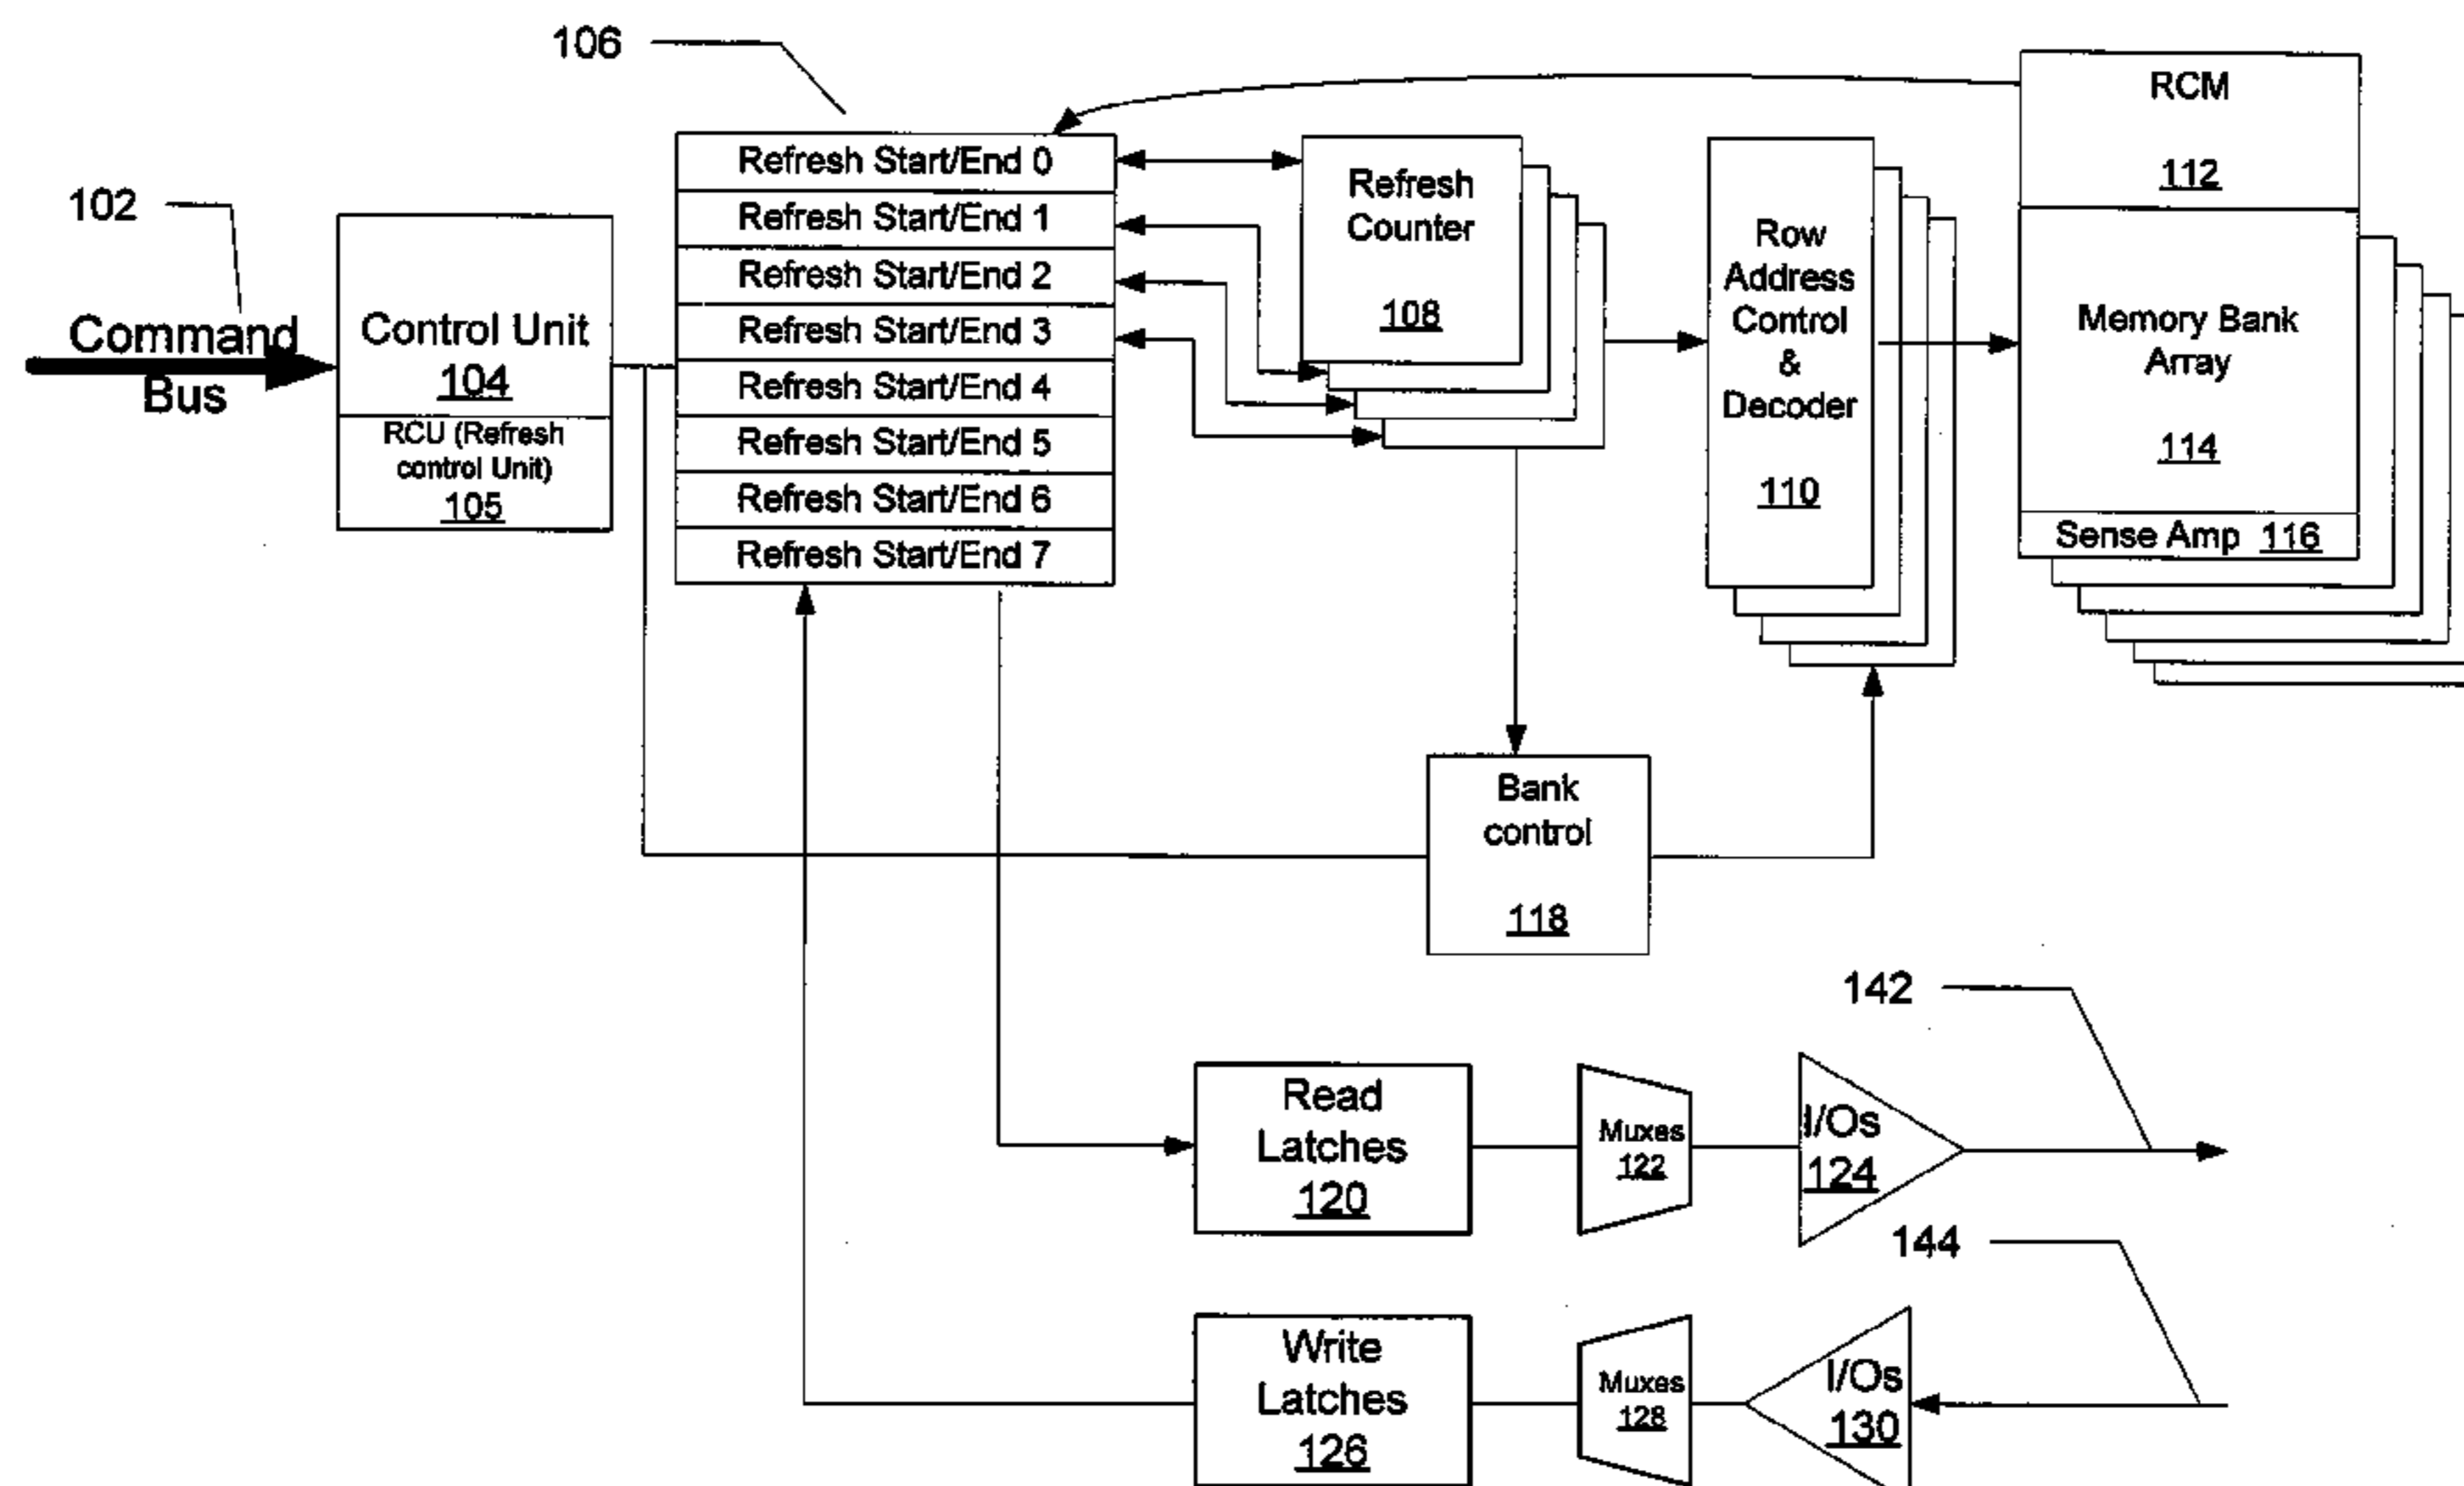 106
102
Command
Bus
Control Unit
104
RCU (Refresh
control Unit)
105
Refresh Start/End 0
Refresh Start/End 1
Refresh Start/End 2
Refresh Start/End 3
Refresh Start/End 4
Refresh Start/End 5
Refresh Start/End 6
Refresh Start/End 7
Refresh
Counter
108
Row
Address
Control
&
Decoder
110
RCM
112
Memory Bank
Array
114
Sense Amp 116
Bank
control
118
142
Read
Latches
120
Muxes
122
I/Os
124
144
Write
Latches
126
Muxes
128
I/Os
130